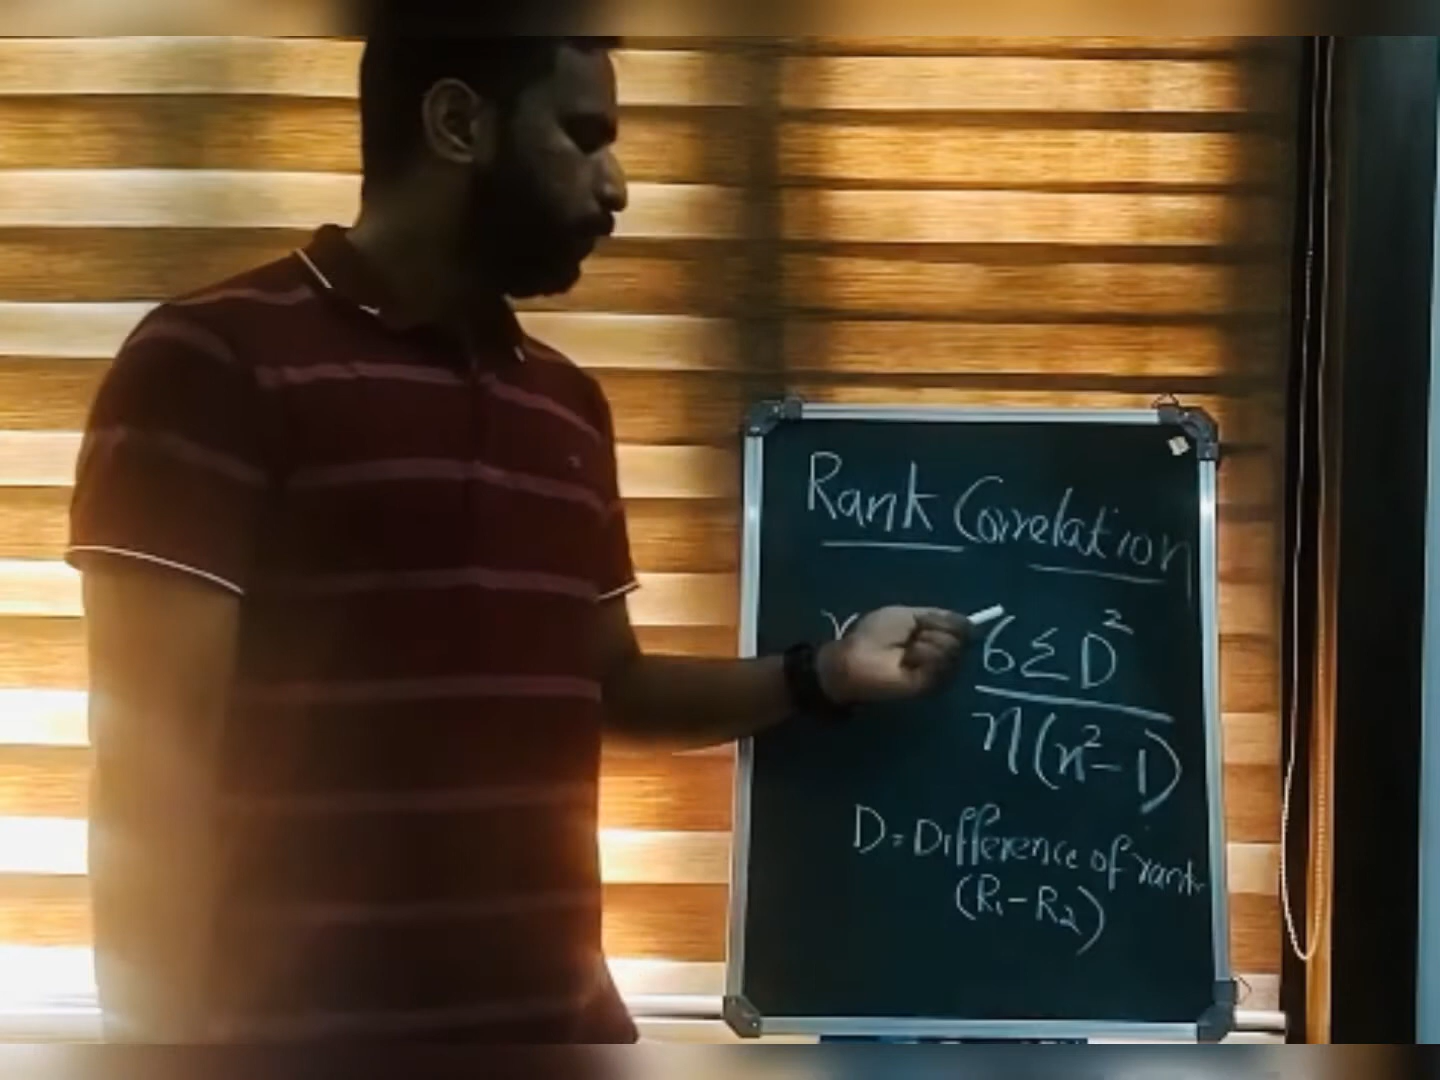 Rank Correlation
r 6ΣD²
n(n²-1)
D = Difference of rank
(R₁-R₂)